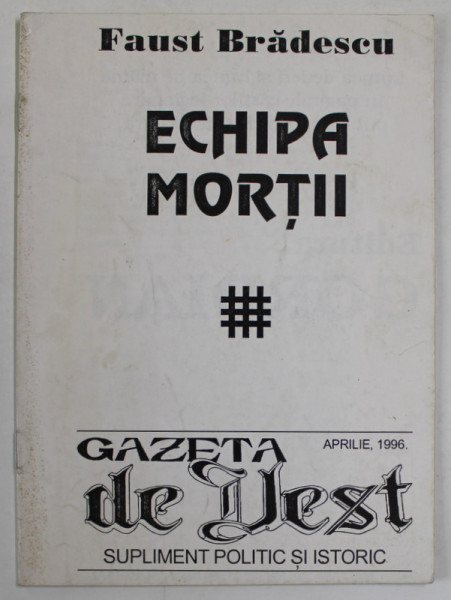 Faust Brădescu
ECHIPA
MORȚII
GAZETA
APRILIE, 1996.
de Vest
SUPLIMENT POLITIC ȘI ISTORIC